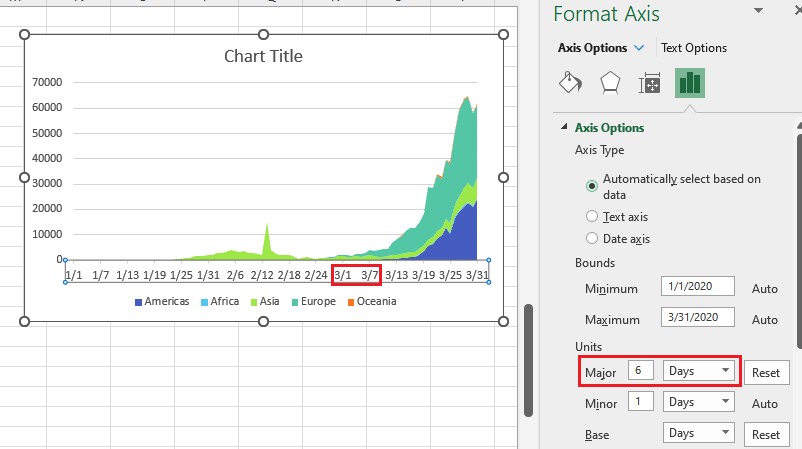 Chart Title
70000
60000
50000
40000
30000
20000
10000
0
1/1 1/7 1/13 1/19 1/25 1/31 2/6 2/12 2/18 2/24 3/1 3/7 3/13 3/19 3/25 3/31
Americas Africa Asia Europe Oceania
Format Axis
Axis Options Text Options
Axis Options
Axis Type
Automatically select based on
data
Text axis
Date axis
Bounds
Minimum 1/1/2020 Auto
Maximum 3/31/2020 Auto
Units
Major 6 Days Reset
Minor 1 Days Auto
Base Days Reset